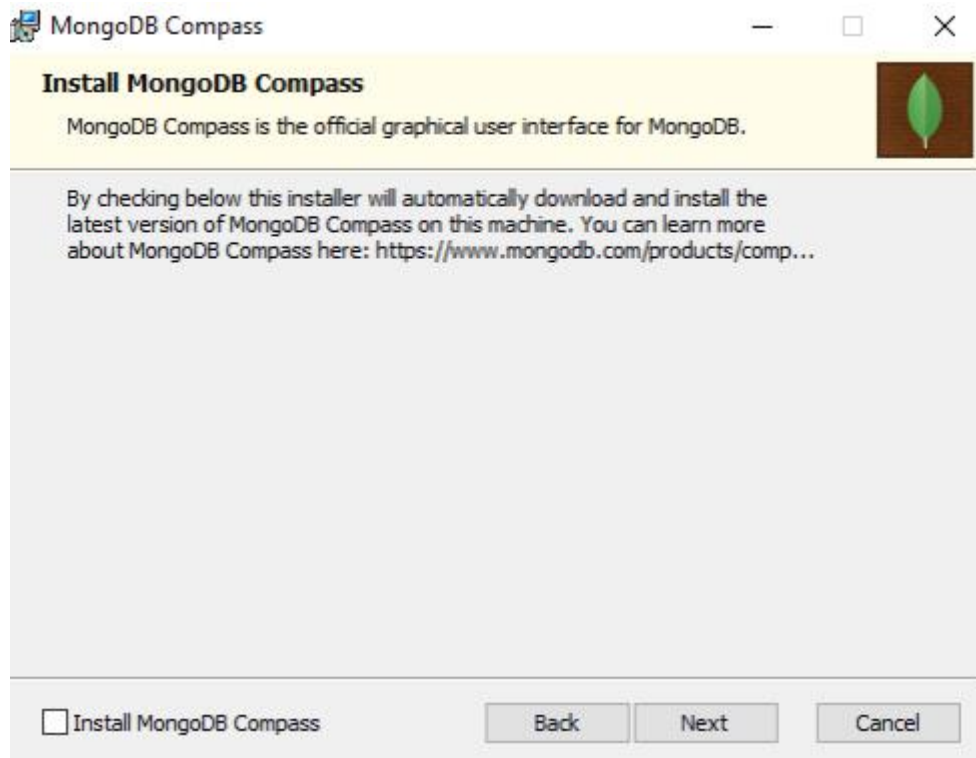 MongoDB Compass
Install MongoDB Compass
MongoDB Compass is the official graphical user interface for MongoDB.
By checking below this installer will automatically download and install the
latest version of MongoDB Compass on this machine. You can learn more
about MongoDB Compass here: https://www.mongodb.com/products/comp...
Install MongoDB Compass
Back
Next
Cancel